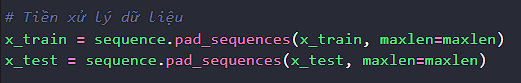 # Tiền xử lý dữ liệu
x_train = sequence.pad_sequences(x_train, maxlen=maxlen)
x_test = sequence.pad_sequences(x_test, maxlen=maxlen)